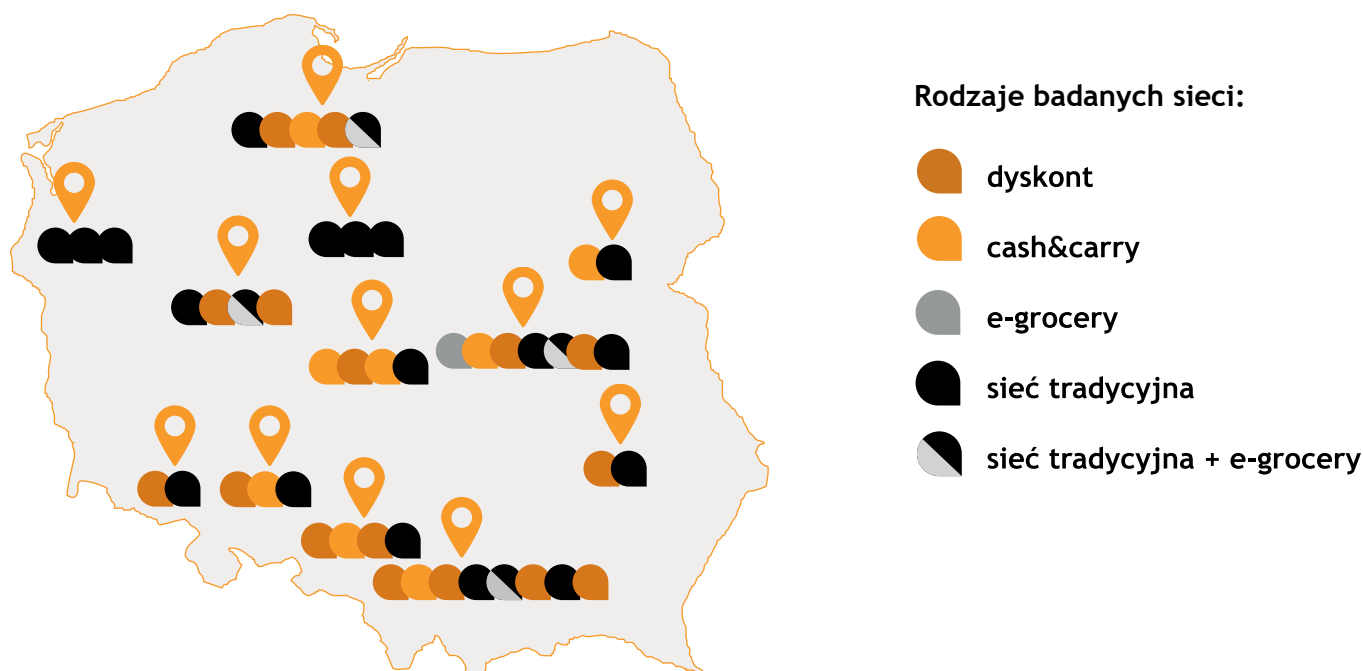 Rodzaje badanych sieci:
dyskont
cash&carry
e-grocery
sieć tradycyjna
sieć tradycyjna + e-grocery